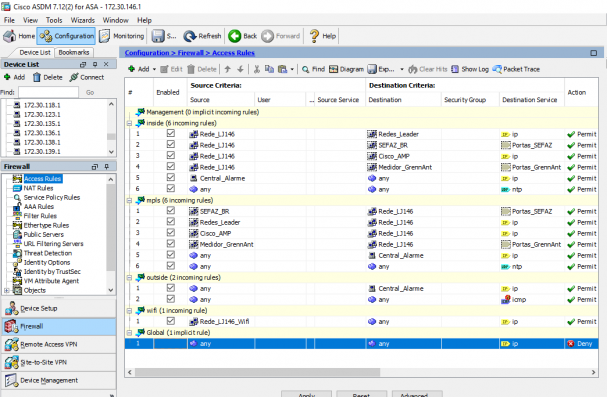 Cisco ASDM 7.12(2) for ASA - 172.30.146.1
File View Tools Wizards Window Help
Home Configuration Monitoring S... Refresh Back Forward Help
Device List Bookmarks
Configuration > Firewall > Access Rules
Device List
Add Delete Connect
Add Edit Delete Find Diagram Exp... Clear Hits Show Log Packet Trace
Find: Go
172.30.118.1
172.30.123.1
172.30.135.1
172.30.136.1
172.30.138.1
172.30.139.1
Firewall
Access Rules
NAT Rules
Service Policy Rules
AAA Rules
Filter Rules
Ethertype Rules
Public Servers
URL Filtering Servers
Threat Detection
Identity Options
Identity by TrustSec
VM Attribute Agent
Objects
Device Setup
Firewall
Remote Access VPN
Site-to-Site VPN
Device Management
# Enabled Source Criteria: Destination Criteria: Action
Source User ... Source Service Destination Security Group Destination Service
Management (0 implicit incoming rules)
inside (6 incoming rules)
1 Rede_LJ146 Redes_Leader ip Permit
2 Rede_LJ146 SEFAZ_BR Portas_SEFAZ Permit
3 Rede_LJ146 Cisco_AMP ip Permit
4 Rede_LJ146 Medidor_GrennAnt Portas_GrennAnt Permit
5 Central_Alarme any ip Permit
6 any any ntp Permit
mpls (6 incoming rules)
1 SEFAZ_BR Rede_LJ146 Portas_SEFAZ Permit
2 Redes_Leader Rede_LJ146 ip Permit
3 Cisco_AMP Rede_LJ146 ip Permit
4 Medidor_GrennAnt Rede_LJ146 Portas_GrennAnt Permit
5 any Central_Alarme ip Permit
6 any any ntp Permit
outside (2 incoming rules)
1 any Central_Alarme ip Permit
2 any any icmp Permit
wifi (1 incoming rule)
1 Rede_LJ146_Wifi any ip Permit
Global (1 implicit rule)
1 any any ip Deny
Apply Reset Advanced